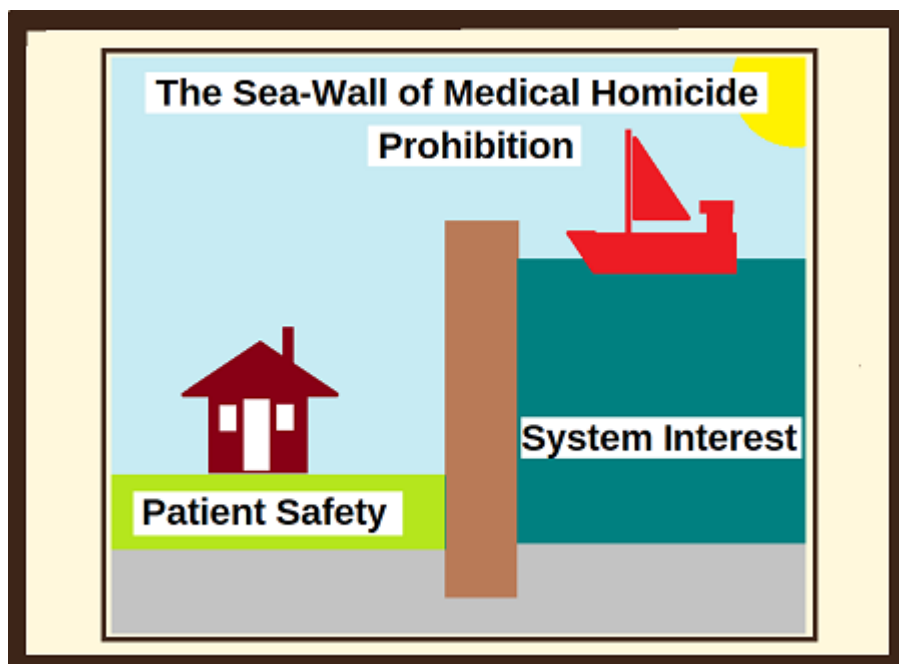 The Sea-Wall of Medical Homicide
Prohibition
System Interest
Patient Safety